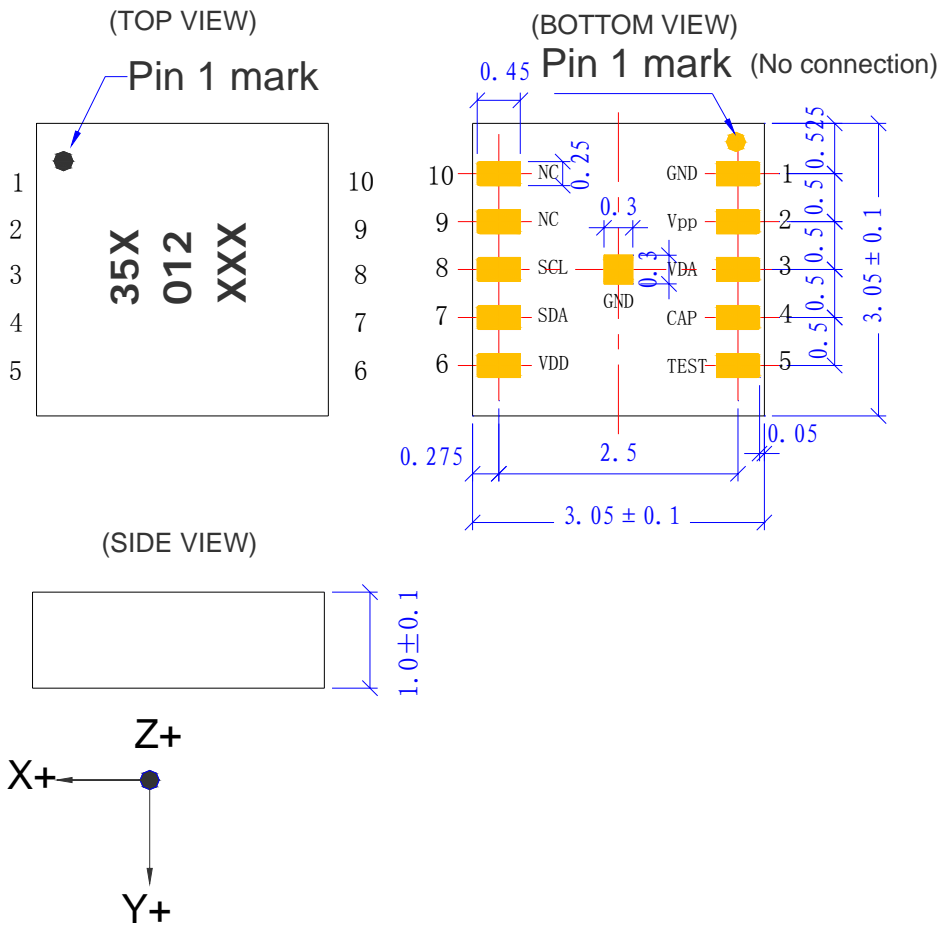 (TOP VIEW)
Pin 1 mark
1
2
3
4
5
10
9
8
7
6
35X
012
XXX
(BOTTOM VIEW)
Pin 1 mark (No connection)
0.45
0.25
0.3
0.3
10 NC
9 NC
8 SCL
7 SDA
6 VDD
GND
GND 1
Vpp 2
VDA 3
CAP 4
TEST 5
0.525
0.5
0.5
0.5
0.5
3.05±0.1
0.05
0.275
2.5
3.05±0.1
(SIDE VIEW)
1.0±0.1
Z+
X+
Y+